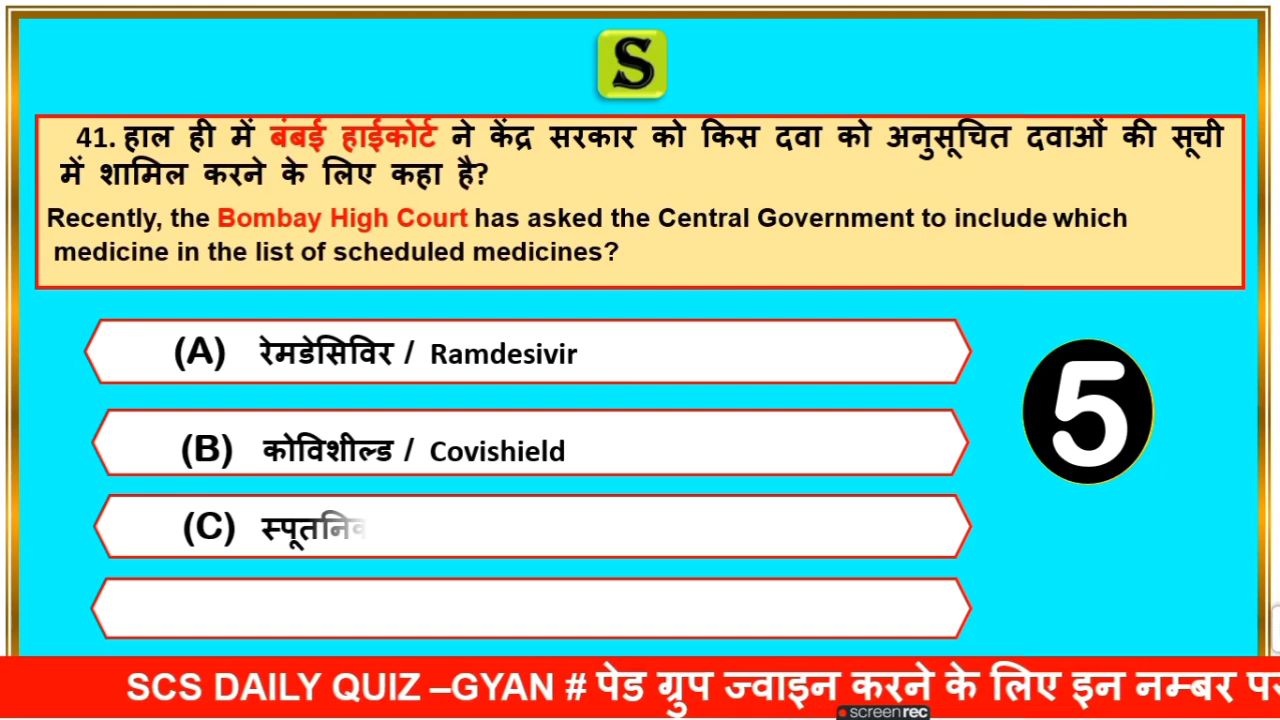 S
41. हाल ही में बंबई हाईकोर्ट ने केंद्र सरकार को किस दवा को अनुसूचित दवाओं की सूची
में शामिल करने के लिए कहा है?
Recently, the Bombay High Court has asked the Central Government to include which
medicine in the list of scheduled medicines?
(A) रेमडेसिविर / Ramdesivir
(B) कोविशील्ड / Covishield
5
(C) स्पूतनिक
SCS DAILY QUIZ –GYAN # पेड ग्रुप ज्वाइन करने के लिए इन नम्बर पर
screenrec